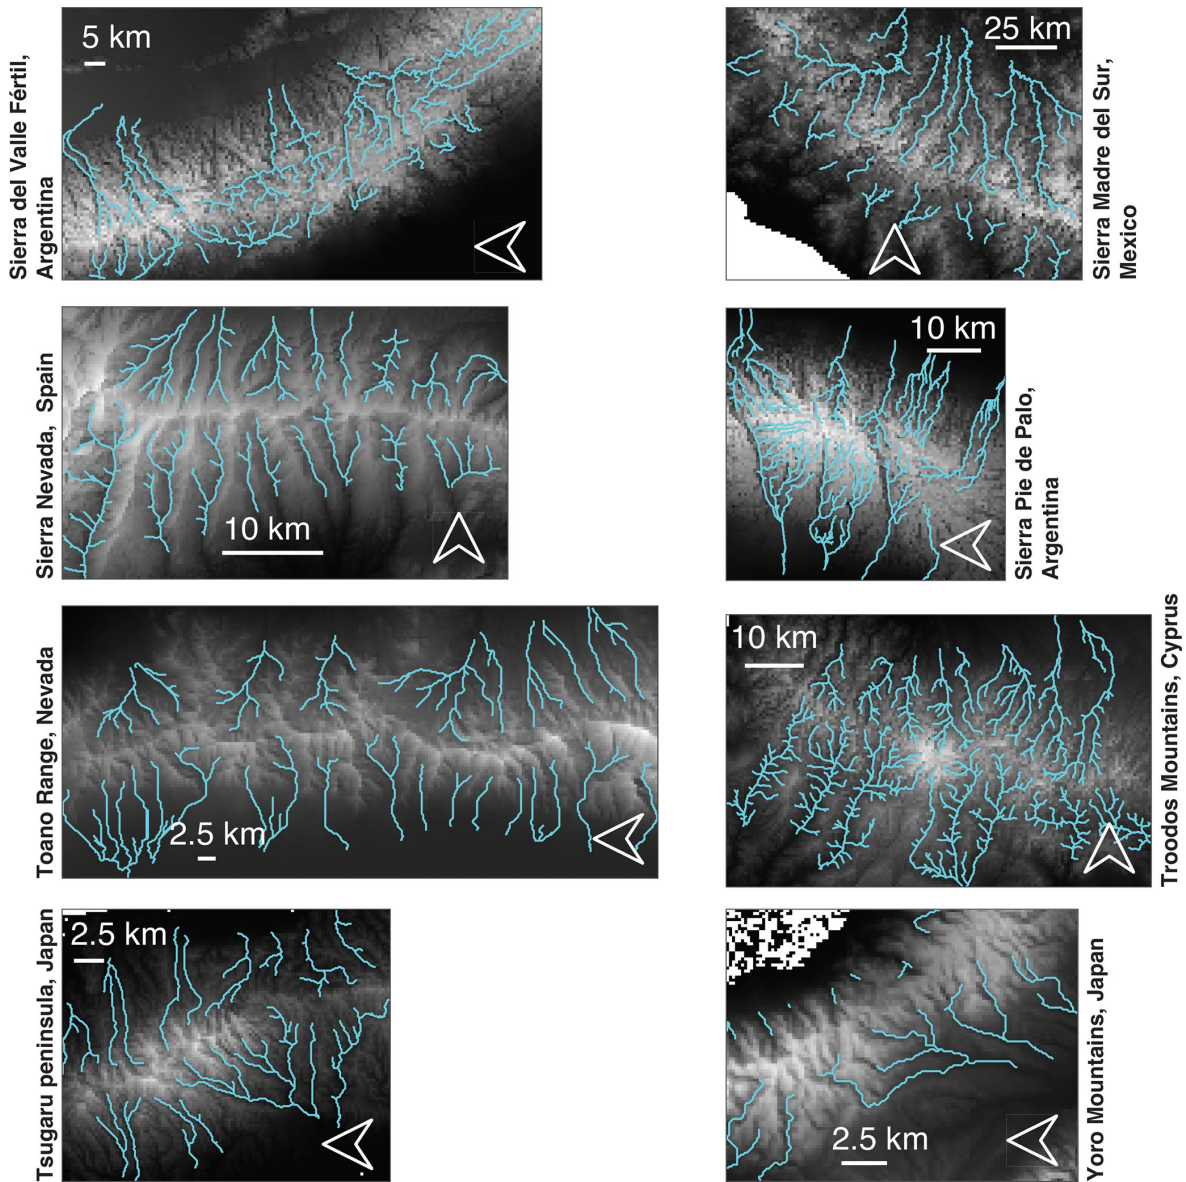 5 km
Sierra del Valle Fértil,
Argentina
25 km
Sierra Madre del Sur,
Mexico
Sierra Nevada, Spain
10 km
10 km
Sierra Pie de Palo,
Argentina
Toano Range, Nevada
2.5 km
10 km
Troodos Mountains, Cyprus
Tsugaru peninsula, Japan
2.5 km
2.5 km
Yoro Mountains, Japan